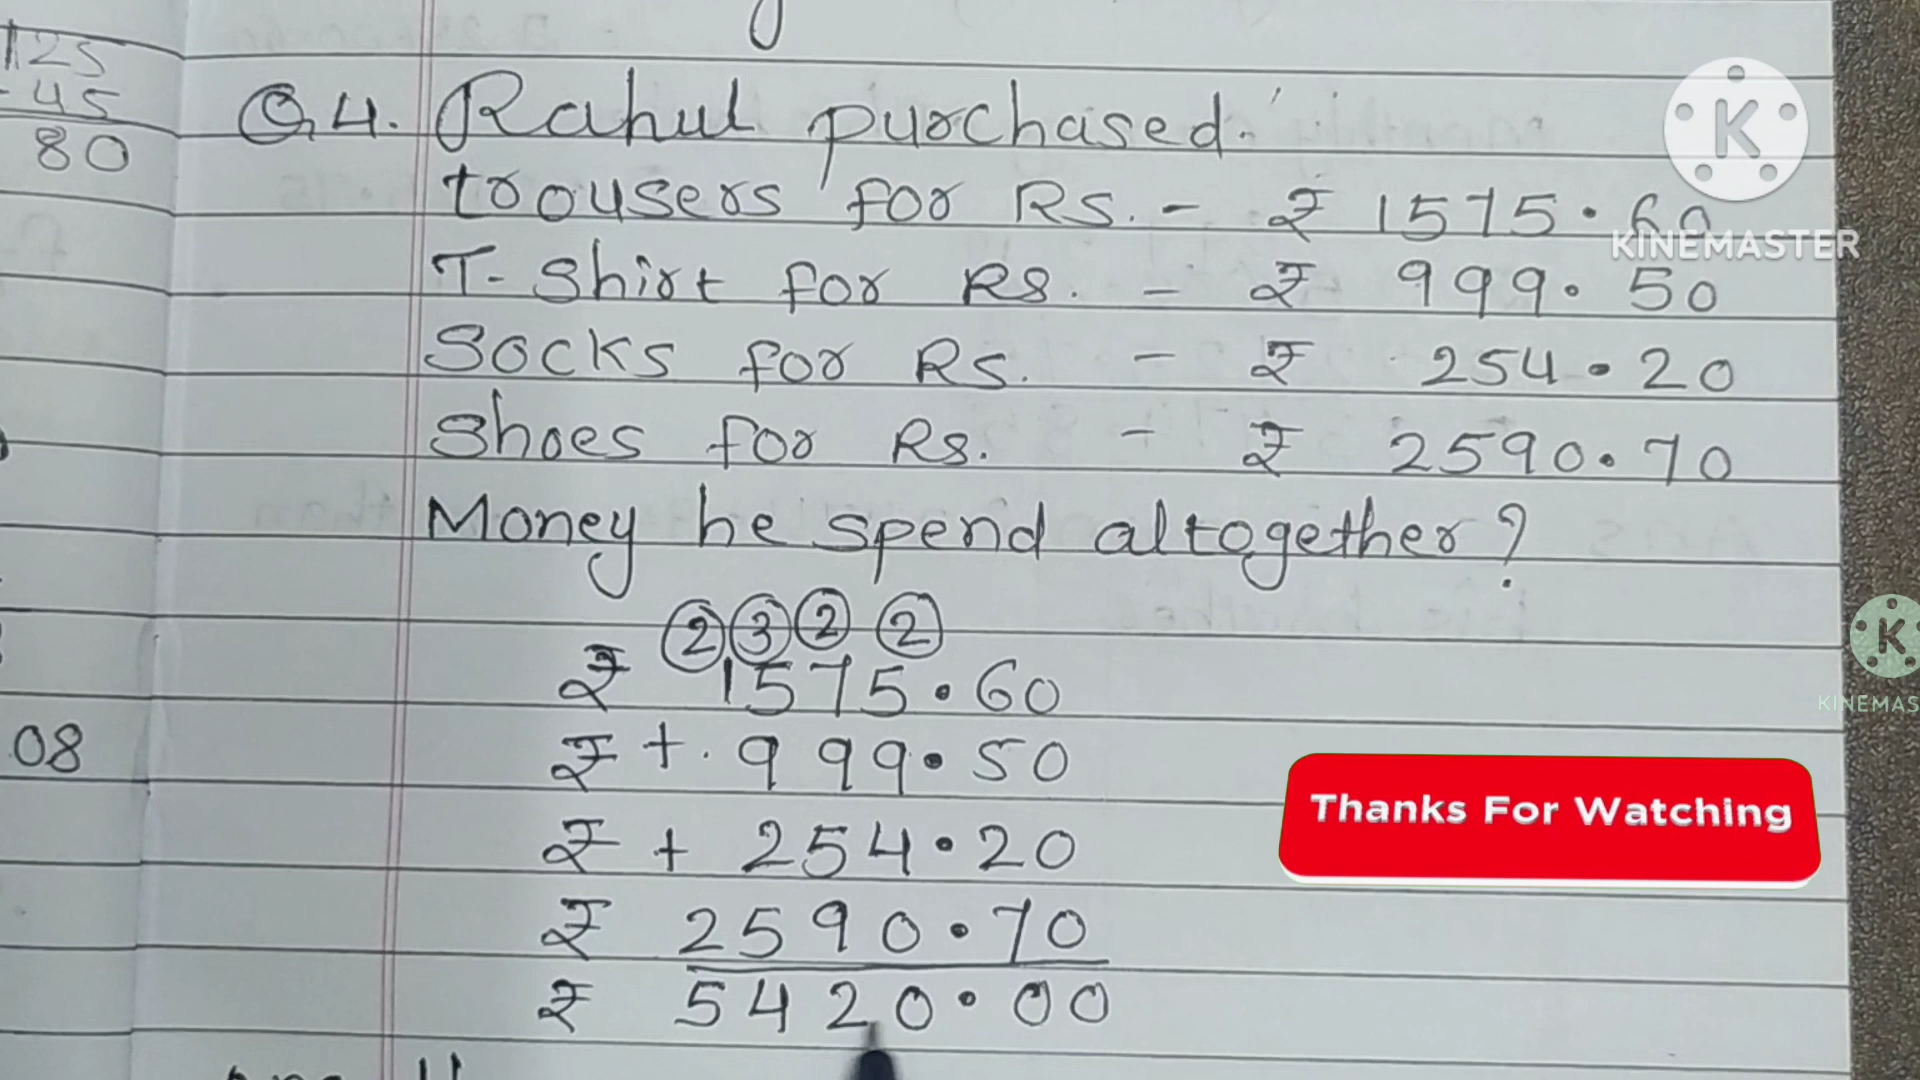 125
-45
80
Q.4. Rahul purchased.
trousers for Rs. - ₹ 1575.60
T-Shirt for Rs. - ₹ 999.50
Socks for Rs. - ₹ 254.20
Shoes for Rs. - ₹ 2590.70
Money he spend altogether?
2 3 2 2
₹ 1575.60
₹ + 999.50
₹ + 254.20
₹ 2590.70
₹ 5420.00
08
K
KINEMASTER
K
KINEMAS
Thanks For Watching